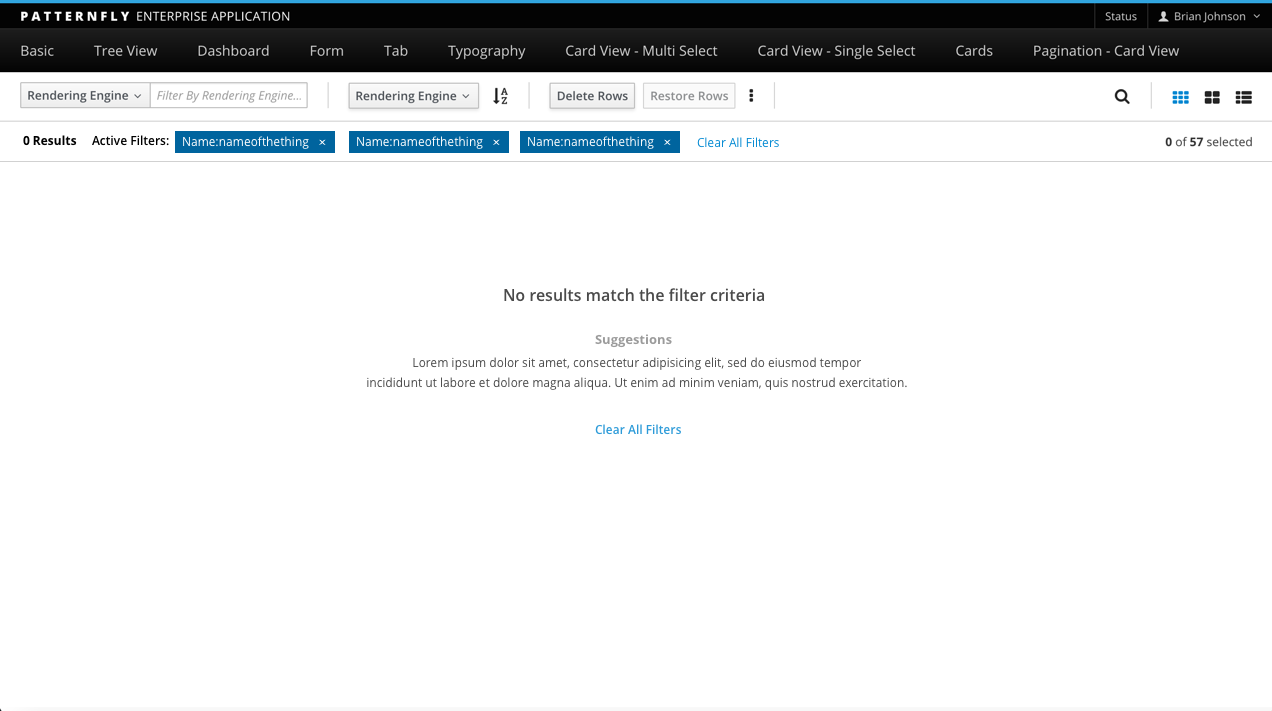 PATTERNFLY ENTERPRISE APPLICATION Status Brian Johnson
Basic Tree View Dashboard Form Tab Typography Card View - Multi Select Card View - Single Select Cards Pagination - Card View
Rendering Engine Filter By Rendering Engine... Rendering Engine A Z Delete Rows Restore Rows
0 Results Active Filters: Name:nameofthething × Name:nameofthething × Name:nameofthething × Clear All Filters 0 of 57 selected
No results match the filter criteria
Suggestions
Lorem ipsum dolor sit amet, consectetur adipisicing elit, sed do eiusmod tempor
incididunt ut labore et dolore magna aliqua. Ut enim ad minim veniam, quis nostrud exercitation.
Clear All Filters